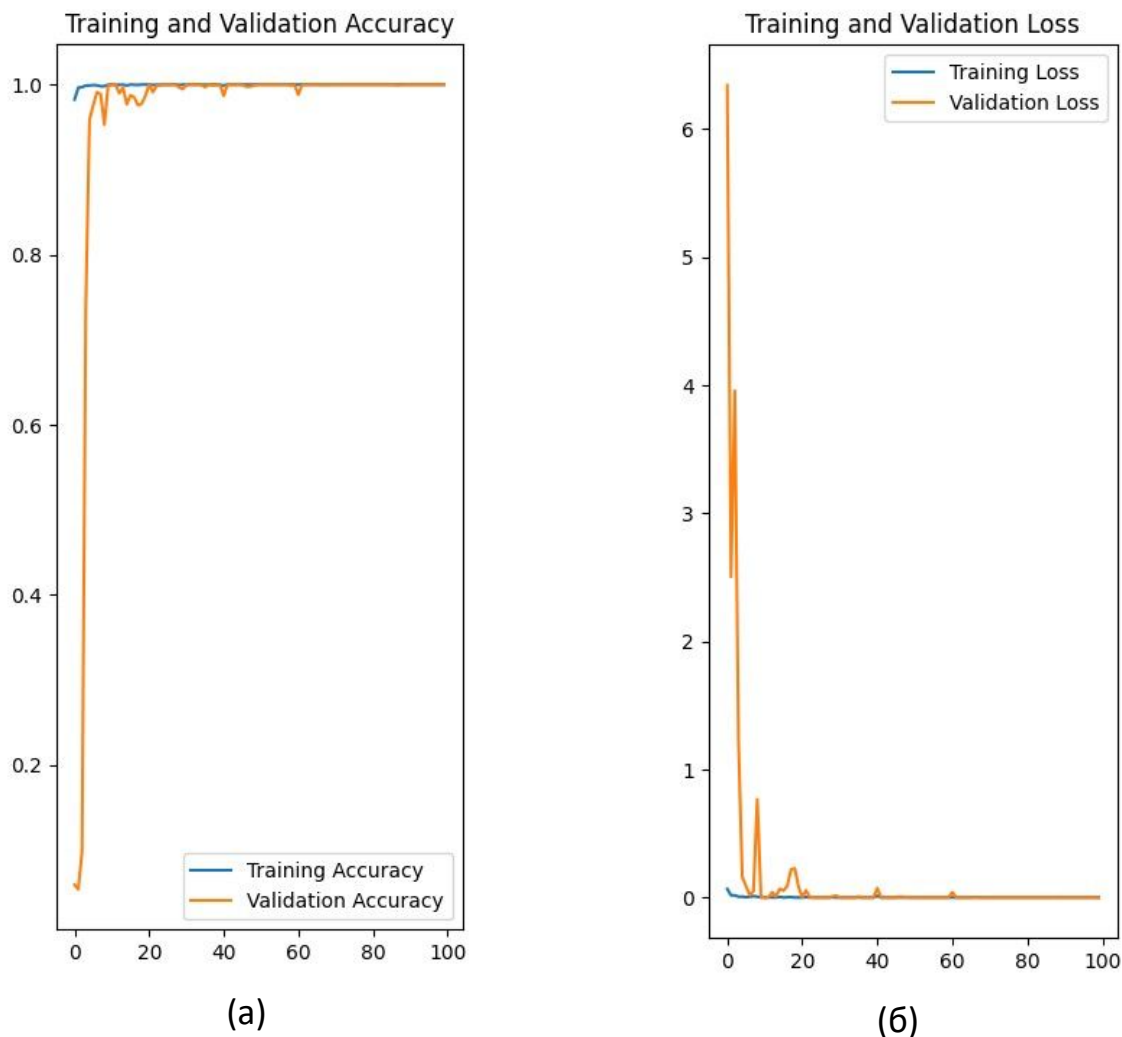 Training and Validation Accuracy
1.0
0.8
0.6
0.4
0.2
Training Accuracy
Validation Accuracy
0 20 40 60 80 100
(а)
Training and Validation Loss
Training Loss
Validation Loss
6
5
4
3
2
1
0
0 20 40 60 80 100
(б)